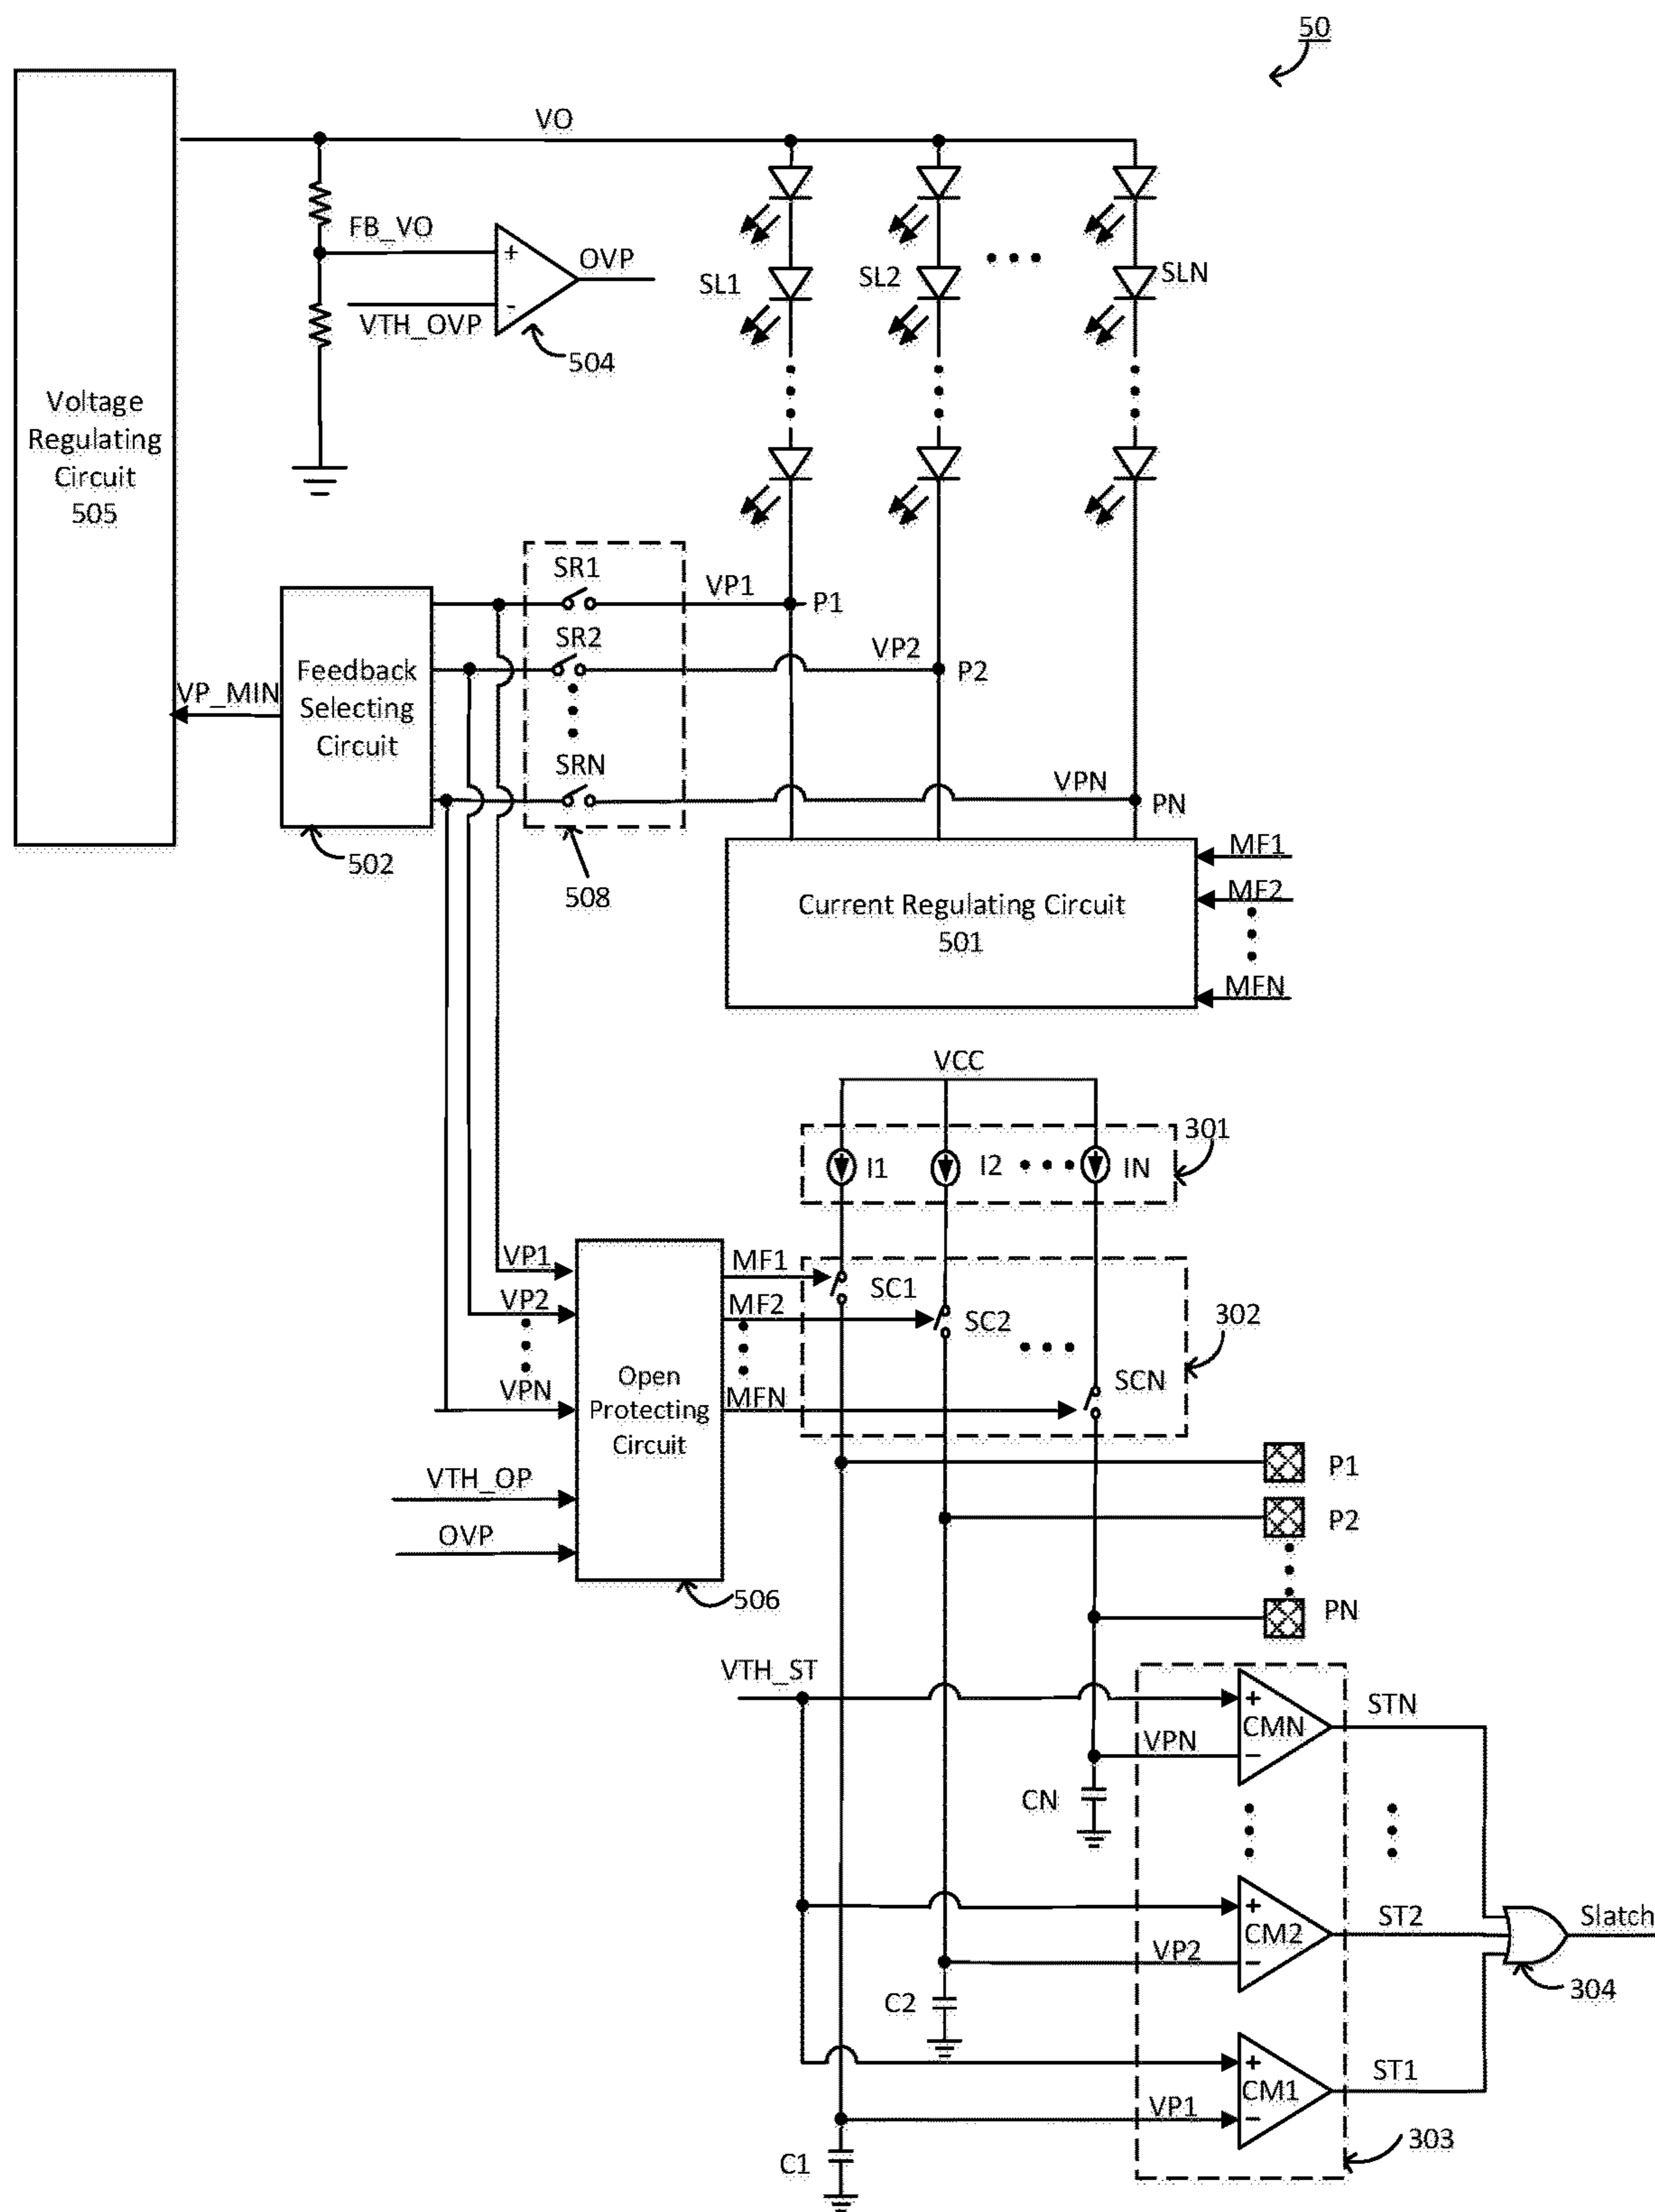 50
VO
FB_VO
+
OVP
-
VTH_OVP
504
SL1
SL2
SLN
Voltage
Regulating
Circuit
505
SR1
VP1
P1
SR2
VP2
P2
Feedback
Selecting
Circuit
VP_MIN
SRN
VPN
PN
502
508
MF1
MF2
MFN
Current Regulating Circuit
501
VCC
301
I1
I2
IN
VP1
VP2
VPN
MF1
MF2
MFN
SC1
SC2
SCN
302
Open
Protecting
Circuit
VTH_OP
OVP
506
P1
P2
PN
VTH_ST
+
CMN
-
VPN
STN
CN
+
CM2
-
VP2
ST2
Slatch
304
C2
+
CM1
-
VP1
ST1
303
C1